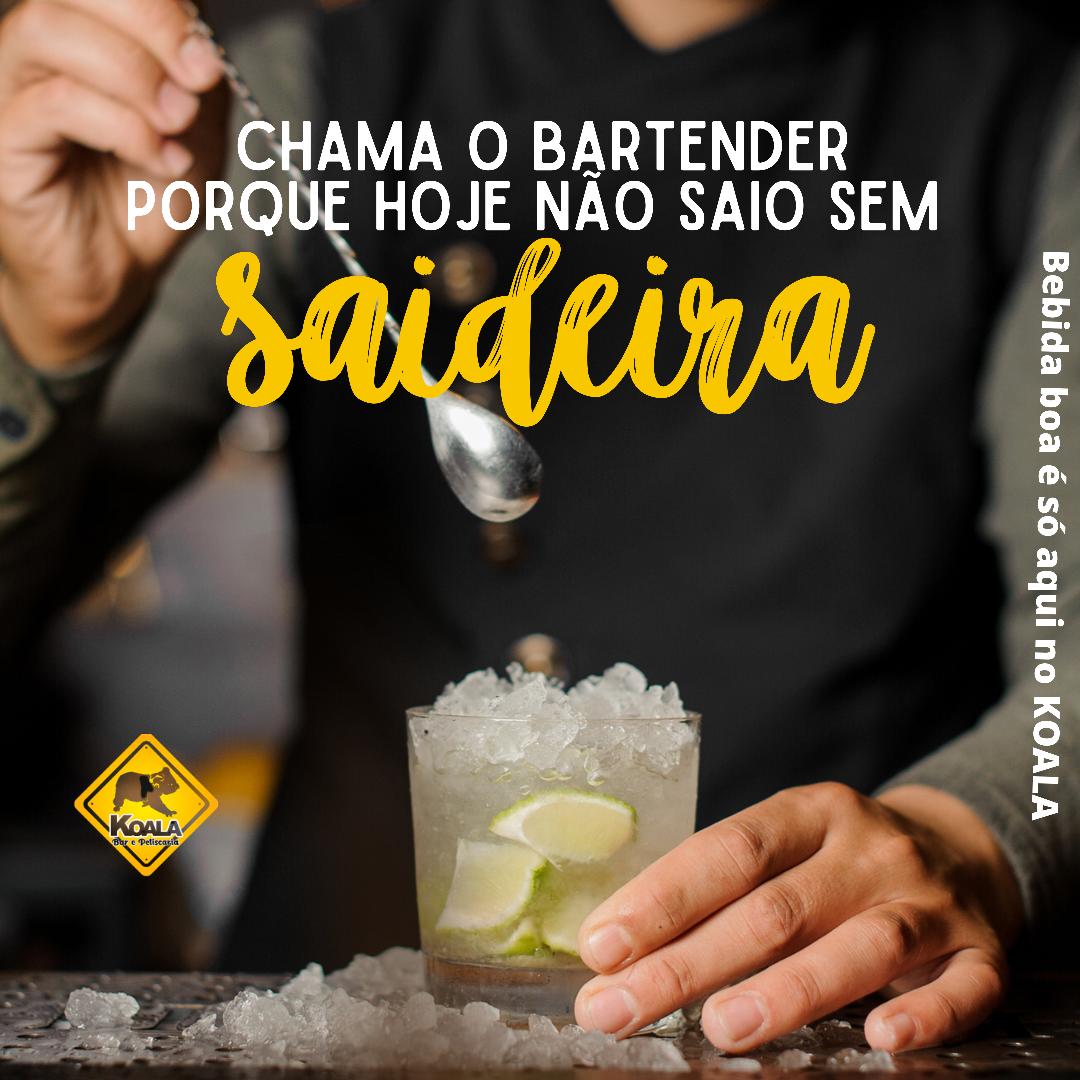 CHAMA O BARTENDER
PORQUE HOJE NÃO SAIO SEM
saideira
Bebida boa é só aqui no KOALA
KOALA
Bar e Petiscaria